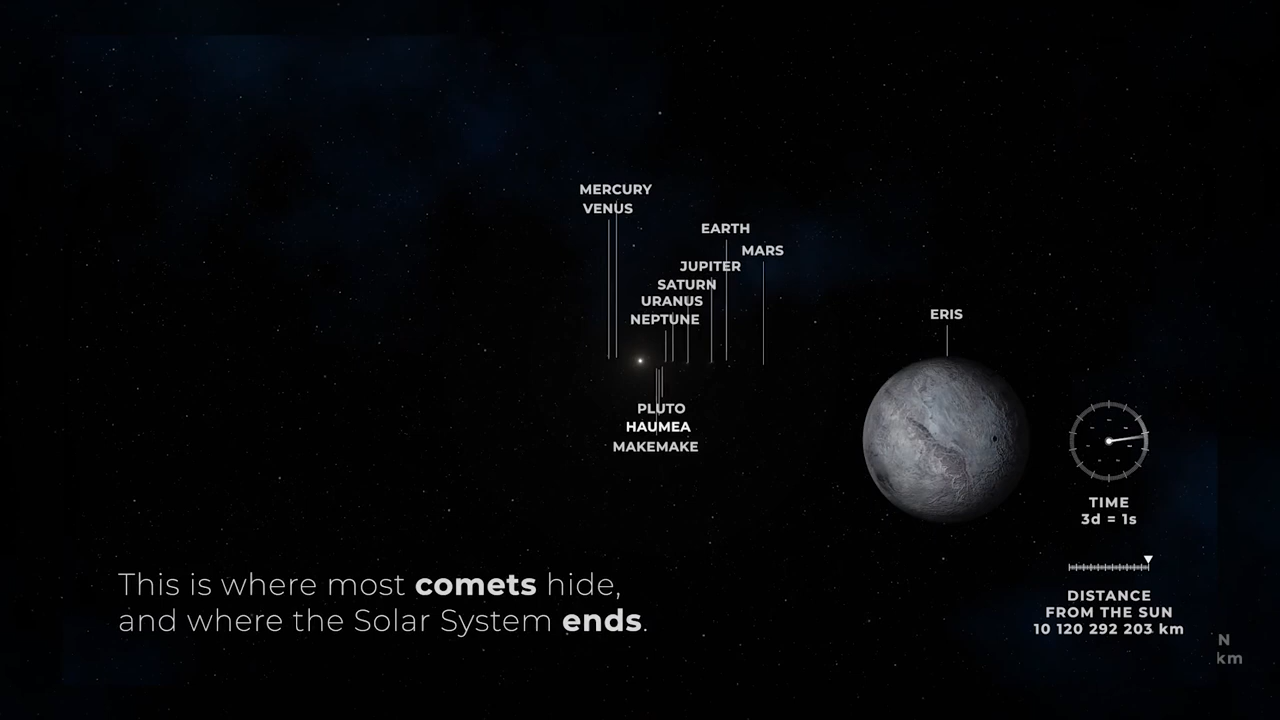 MERCURY
VENUS
EARTH
MARS
JUPITER
SATURN
URANUS
NEPTUNE
ERIS
PLUTO
HAUMEA
MAKEMAKE
TIME
3d = 1s
This is where most comets hide,
and where the Solar System ends.
DISTANCE
FROM THE SUN
10 120 292 203 km
N
km